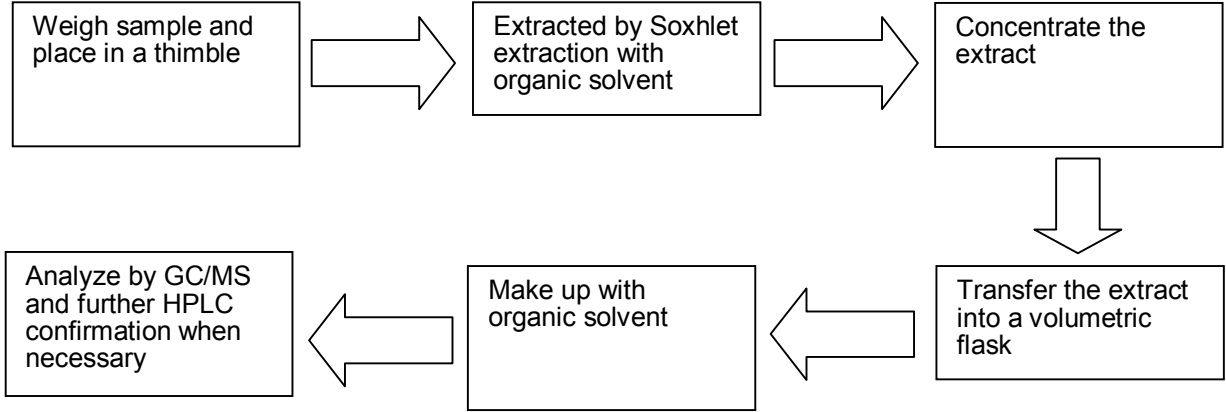 Weigh sample and
place in a thimble
Extracted by Soxhlet
extraction with
organic solvent
Concentrate the
extract
Transfer the extract
into a volumetric
flask
Make up with
organic solvent
Analyze by GC/MS
and further HPLC
confirmation when
necessary